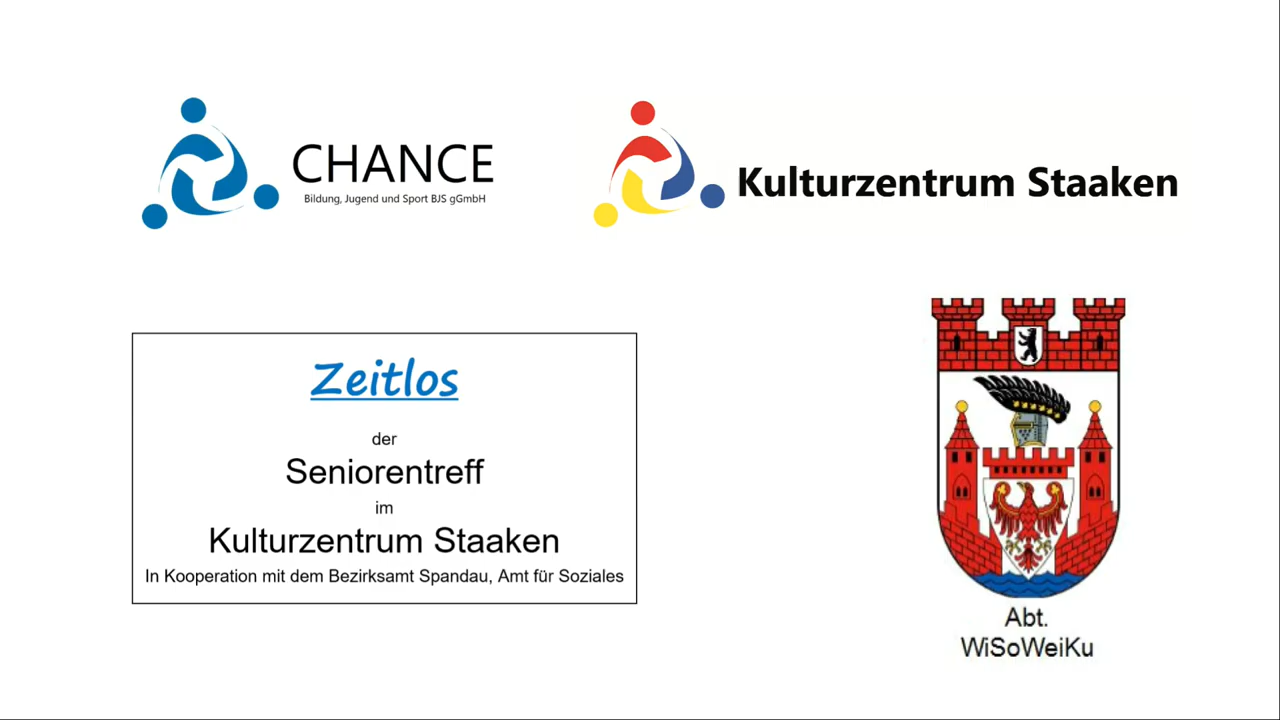 CHANCE
Bildung, Jugend und Sport BJS gGmbH
Kulturzentrum Staaken
Zeitlos
der
Seniorentreff
im
Kulturzentrum Staaken
In Kooperation mit dem Bezirksamt Spandau, Amt für Soziales
Abt.
WiSoWeiKu